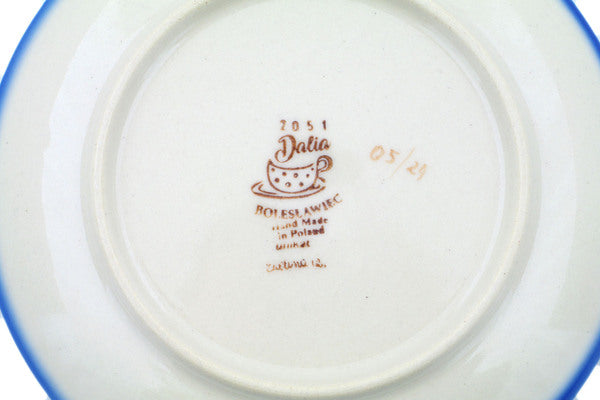 2051
Dalia
BOLESŁAWIEC
Hand Made
in Poland
Unikat
05/24